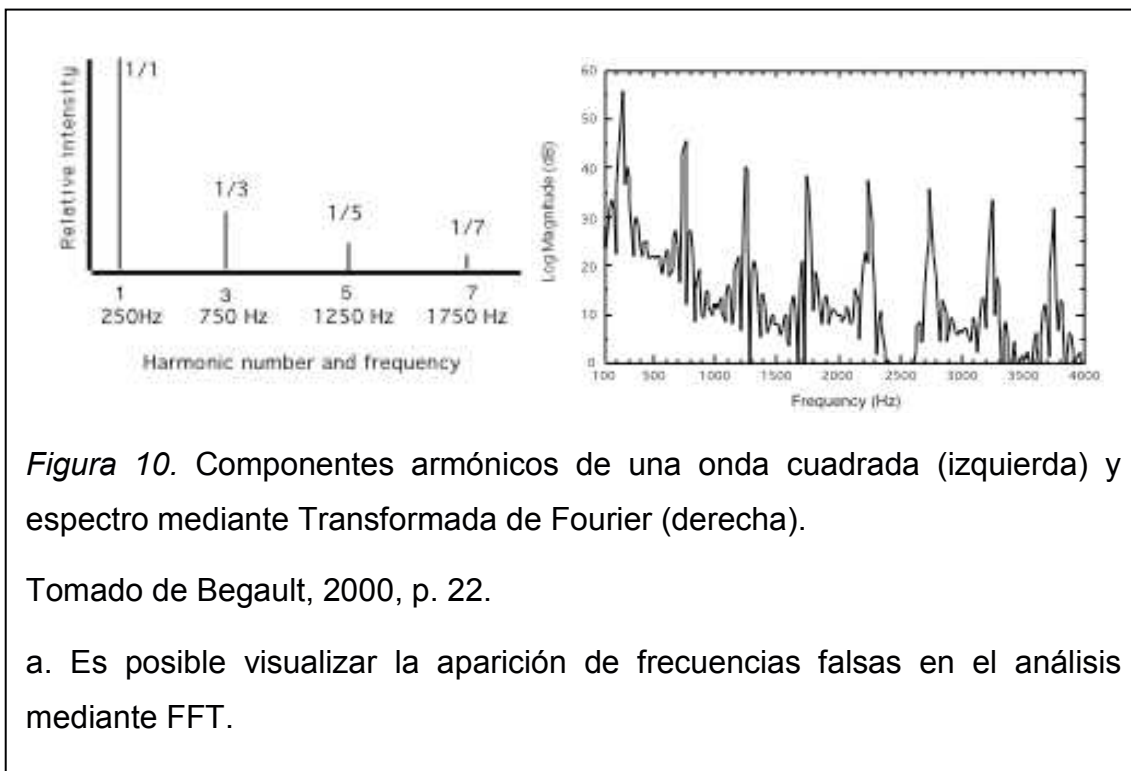 Relative intensity
1/1
1/3
1/5
1/7
1 3 5 7
250Hz 750 Hz 1250 Hz 1750 Hz
Harmonic number and frequency
Log Magnitude (dB)
60
50
40
30
20
10
0
100 500 1000 1500 2000 2500 3000 3500 4000
Frequency (Hz)
Figura 10. Componentes armónicos de una onda cuadrada (izquierda) y
espectro mediante Transformada de Fourier (derecha).
Tomado de Begault, 2000, p. 22.
a. Es posible visualizar la aparición de frecuencias falsas en el análisis
mediante FFT.